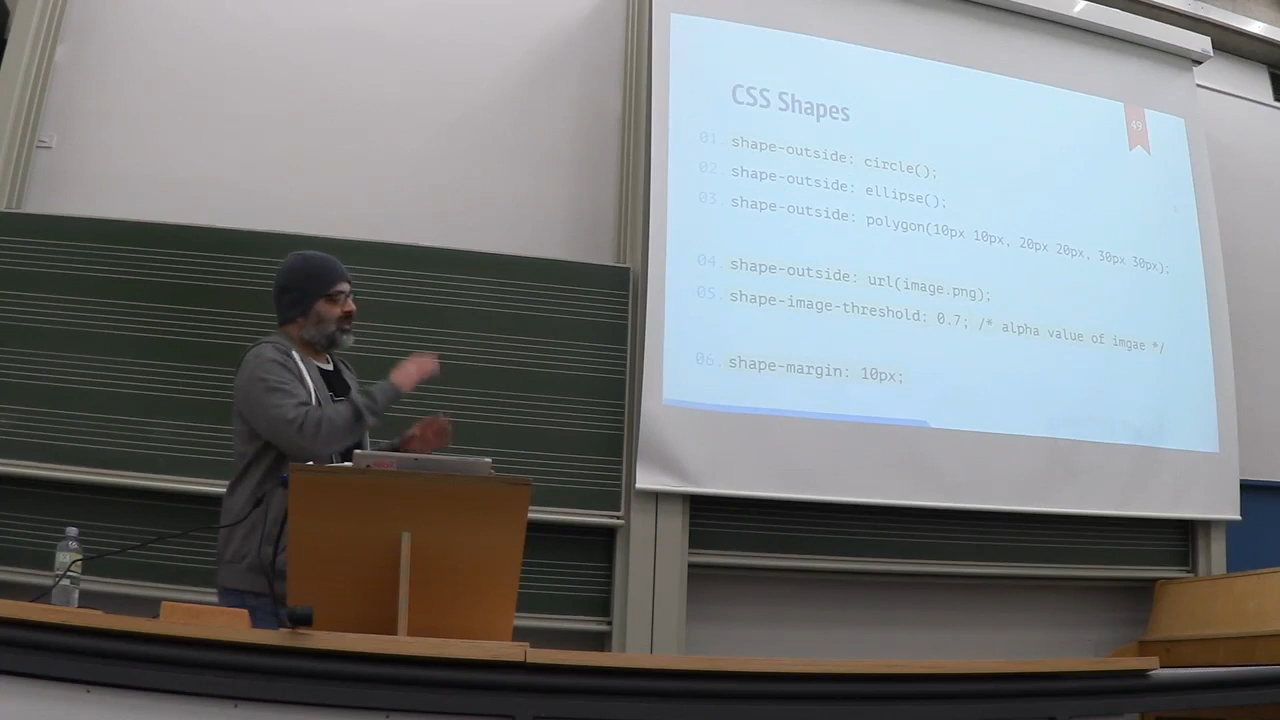 CSS Shapes
49
01. shape-outside: circle();
02. shape-outside: ellipse();
03. shape-outside: polygon(10px 10px, 20px 20px, 30px 30px);
04. shape-outside: url(image.png);
05. shape-image-threshold: 0.7; /* alpha value of imgae */
06. shape-margin: 10px;